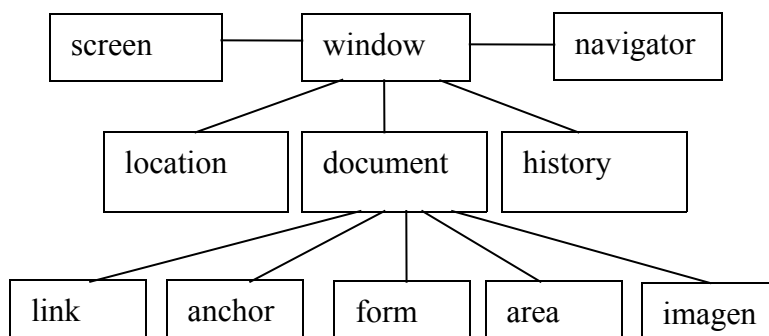 screen window navigator
location document history
link anchor form area imagen